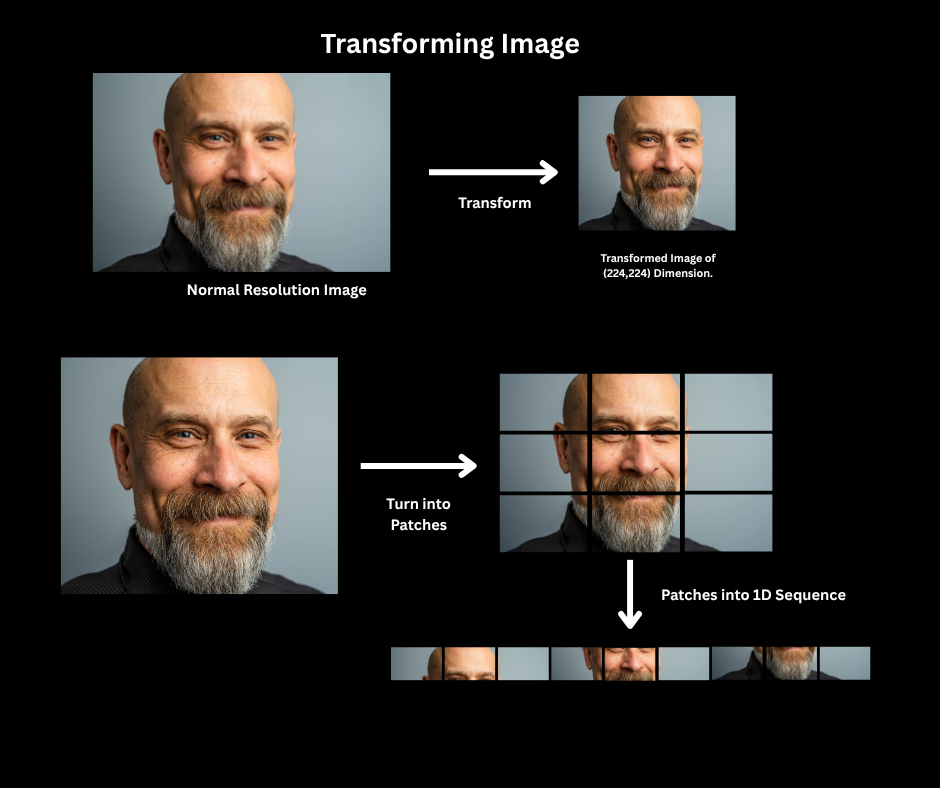 Transforming Image
Transform
Normal Resolution Image
Transformed Image of
(224,224) Dimension.
Turn into
Patches
Patches into 1D Sequence